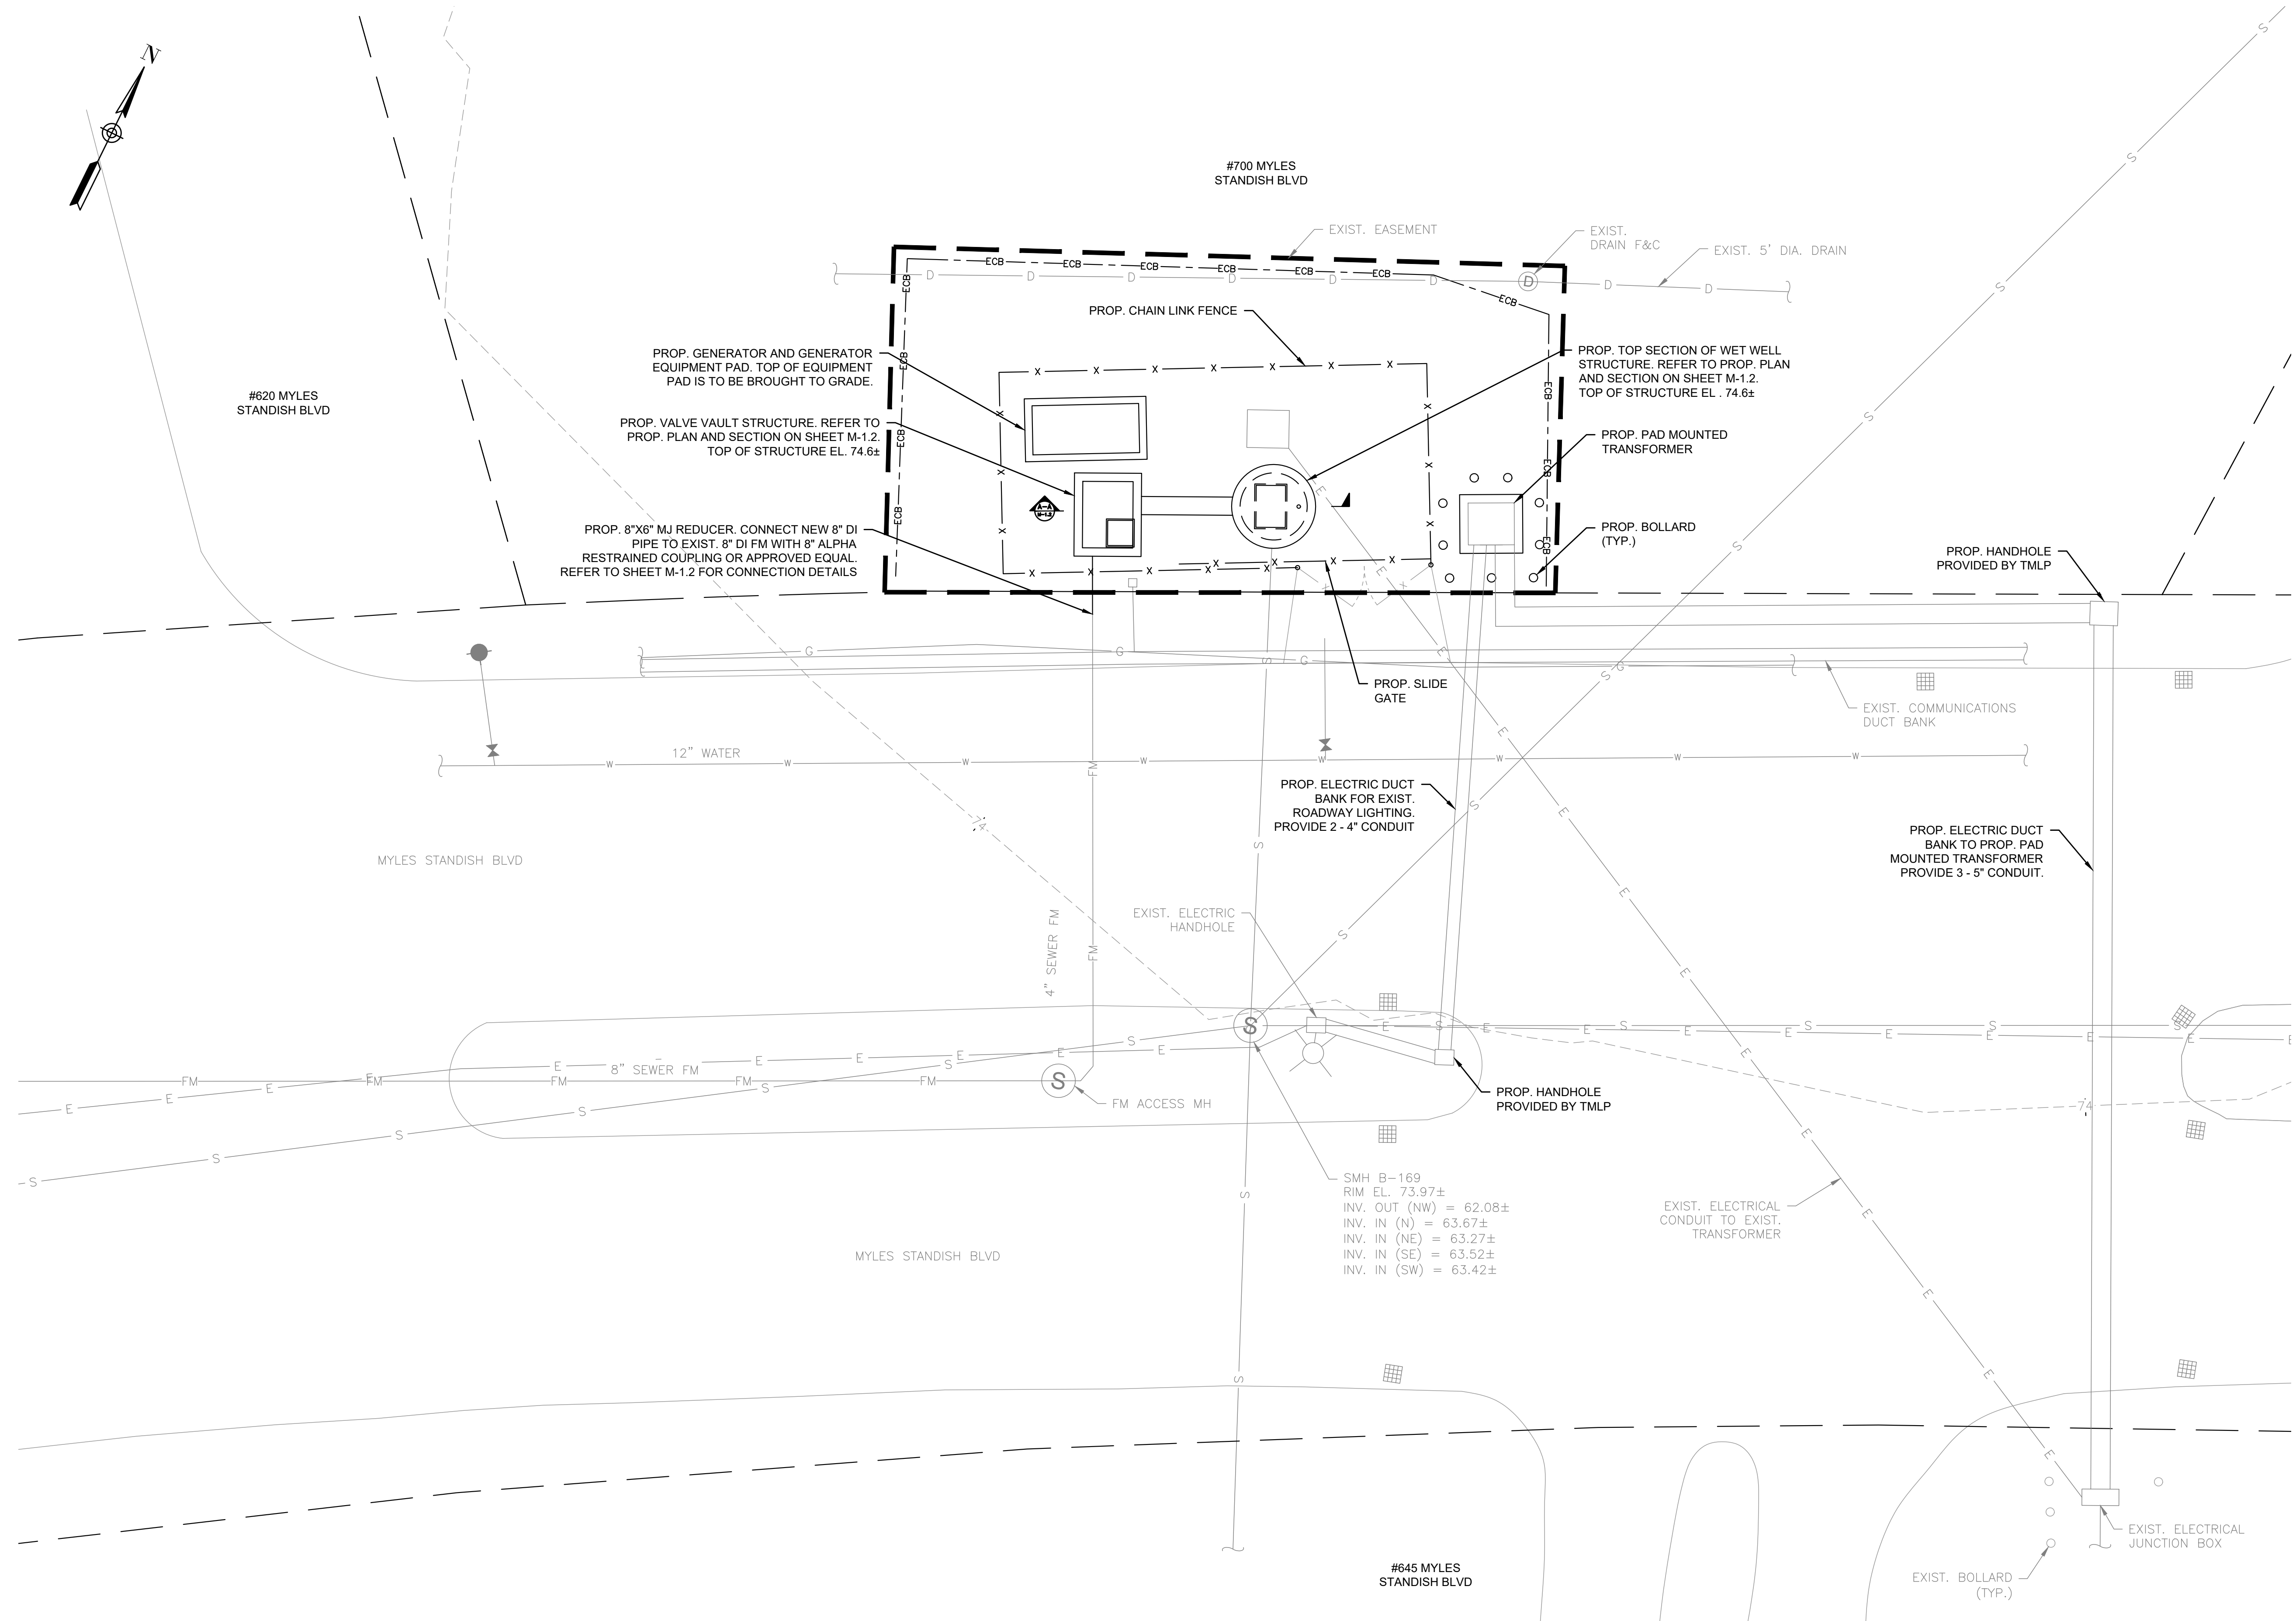 N
#700 MYLES
STANDISH BLVD
EXIST. EASEMENT
EXIST.
DRAIN F&C
EXIST. 5' DIA. DRAIN
PROP. CHAIN LINK FENCE
PROP. GENERATOR AND GENERATOR
EQUIPMENT PAD. TOP OF EQUIPMENT
PAD IS TO BE BROUGHT TO GRADE.
PROP. TOP SECTION OF WET WELL
STRUCTURE. REFER TO PROP. PLAN
AND SECTION ON SHEET M-1.2.
TOP OF STRUCTURE EL . 74.6±
#620 MYLES
STANDISH BLVD
PROP. VALVE VAULT STRUCTURE. REFER TO
PROP. PLAN AND SECTION ON SHEET M-1.2.
TOP OF STRUCTURE EL. 74.6±
PROP. PAD MOUNTED
TRANSFORMER
A-A
M-1.2
PROP. 8"X6" MJ REDUCER. CONNECT NEW 8" DI
PIPE TO EXIST. 8" DI FM WITH 8" ALPHA
RESTRAINED COUPLING OR APPROVED EQUAL.
REFER TO SHEET M-1.2 FOR CONNECTION DETAILS
PROP. BOLLARD
(TYP.)
PROP. HANDHOLE
PROVIDED BY TMLP
PROP. SLIDE
GATE
EXIST. COMMUNICATIONS
DUCT BANK
12" WATER
PROP. ELECTRIC DUCT
BANK FOR EXIST.
ROADWAY LIGHTING.
PROVIDE 2 - 4" CONDUIT
74
MYLES STANDISH BLVD
PROP. ELECTRIC DUCT
BANK TO PROP. PAD
MOUNTED TRANSFORMER
PROVIDE 3 - 5" CONDUIT.
EXIST. ELECTRIC
HANDHOLE
4" SEWER FM
8" SEWER FM
FM ACCESS MH
PROP. HANDHOLE
PROVIDED BY TMLP
74
SMH B-169
RIM EL. 73.97±
INV. OUT (NW) = 62.08±
INV. IN (N) = 63.67±
INV. IN (NE) = 63.27±
INV. IN (SE) = 63.52±
INV. IN (SW) = 63.42±
EXIST. ELECTRICAL
CONDUIT TO EXIST.
TRANSFORMER
MYLES STANDISH BLVD
EXIST. ELECTRICAL
JUNCTION BOX
#645 MYLES
STANDISH BLVD
EXIST. BOLLARD
(TYP.)